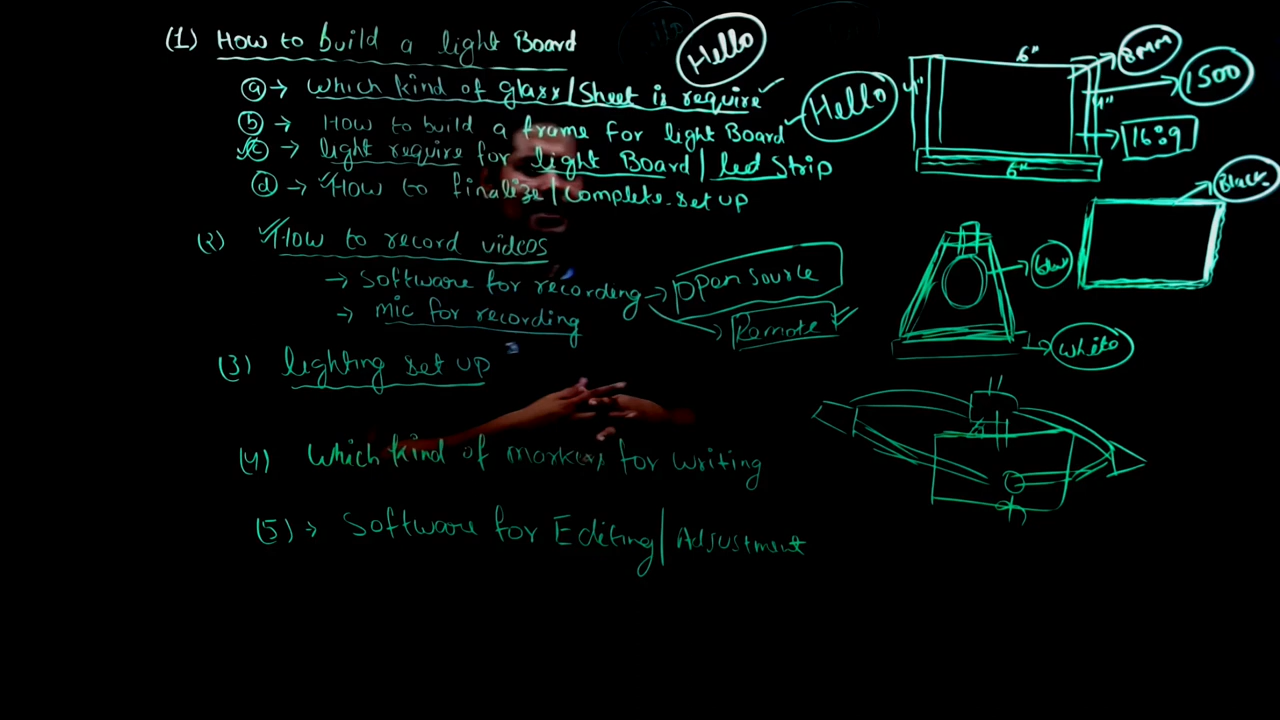 (1) How to build a light Board
Hello
(a) → which kind of glaxx/Sheet is require ✓
(b) → How to build a frame for light Board
Hello
(c) → light require for light Board/led Strip
(d) → How to finalize/Complete set up
(2) How to record videos
→ Software for recording → Open Source
→ Remote
→ mic for recording
(3) lighting set up
(4) Which kind of markers for writing
(5) → Software for Editing/Adjustment
6"
8MM
4"
4"
1500
16:9
6"
Black
White